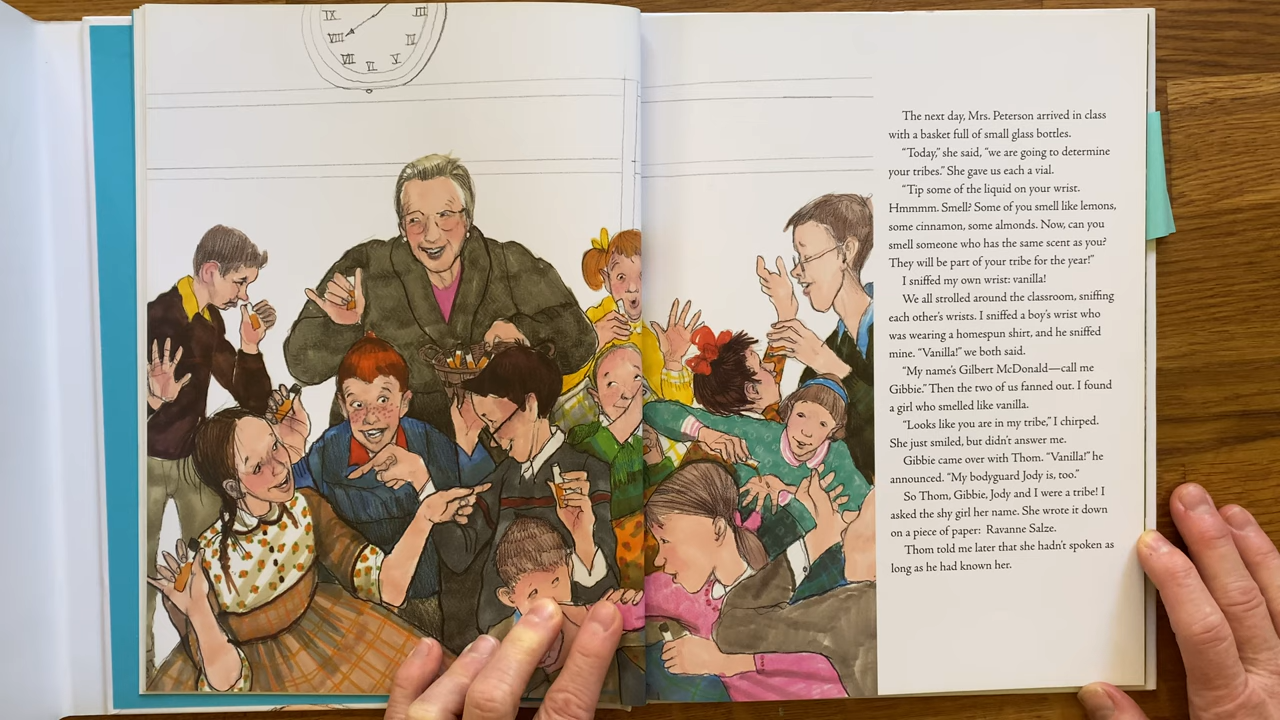 IX
VIII
VII
VI
V
IV
III
The next day, Mrs. Peterson arrived in class
with a basket full of small glass bottles.
“Today,” she said, “we are going to determine
your tribes.” She gave us each a vial.
“Tip some of the liquid on your wrist.
Hmmmm. Smell? Some of you smell like lemons,
some cinnamon, some almonds. Now, can you
smell someone who has the same scent as you?
They will be part of your tribe for the year!”
I sniffed my own wrist: vanilla!
We all strolled around the classroom, sniffing
each other’s wrists. I sniffed a boy’s wrist who
was wearing a homespun shirt, and he sniffed
mine. “Vanilla!” we both said.
“My name’s Gilbert McDonald—call me
Gibbie.” Then the two of us fanned out. I found
a girl who smelled like vanilla.
“Looks like you are in my tribe,” I chirped.
She just smiled, but didn’t answer me.
Gibbie came over with Thom. “Vanilla!” he
announced. “My bodyguard Jody is, too.”
So Thom, Gibbie, Jody and I were a tribe! I
asked the shy girl her name. She wrote it down
on a piece of paper: Ravanne Salze.
Thom told me later that she hadn’t spoken as
long as he had known her.